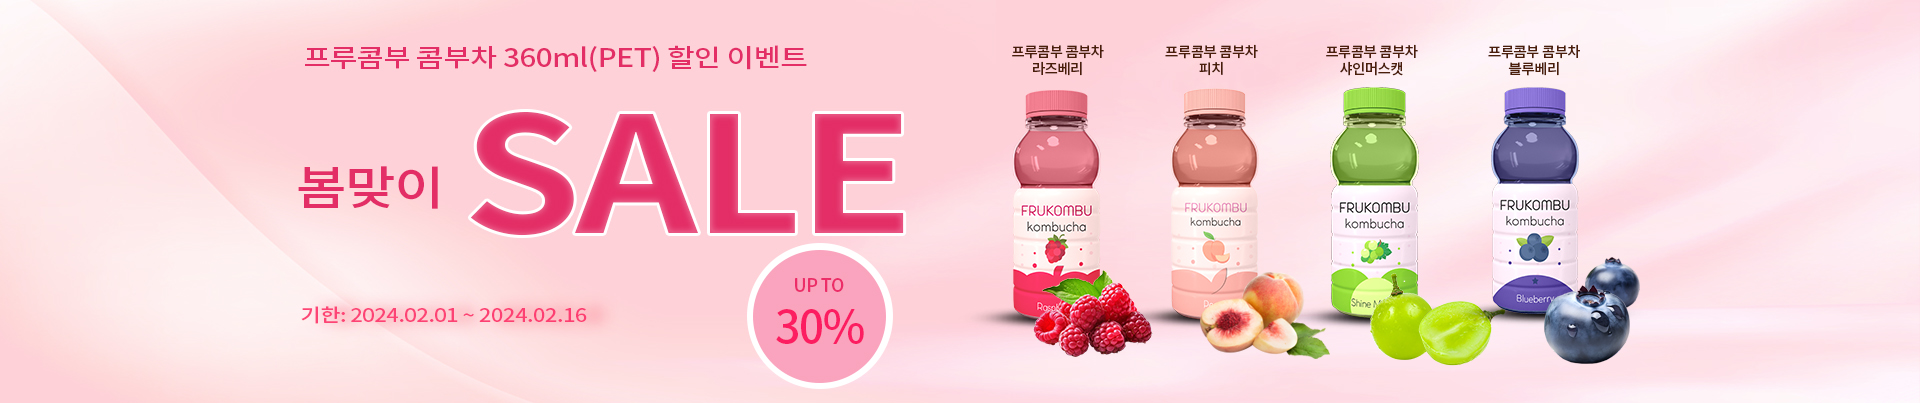 프루콤부 콤부차 360ml(PET) 할인 이벤트
봄맞이 SALE
UP TO
30%
기한: 2024.02.01 ~ 2024.02.16
프루콤부 콤부차
라즈베리
FRUKOMBU
kombucha
프루콤부 콤부차
피치
FRUKOMBU
kombucha
프루콤부 콤부차
샤인머스캣
FRUKOMBU
kombucha
Shine
프루콤부 콤부차
블루베리
FRUKOMBU
kombucha
Blueberry